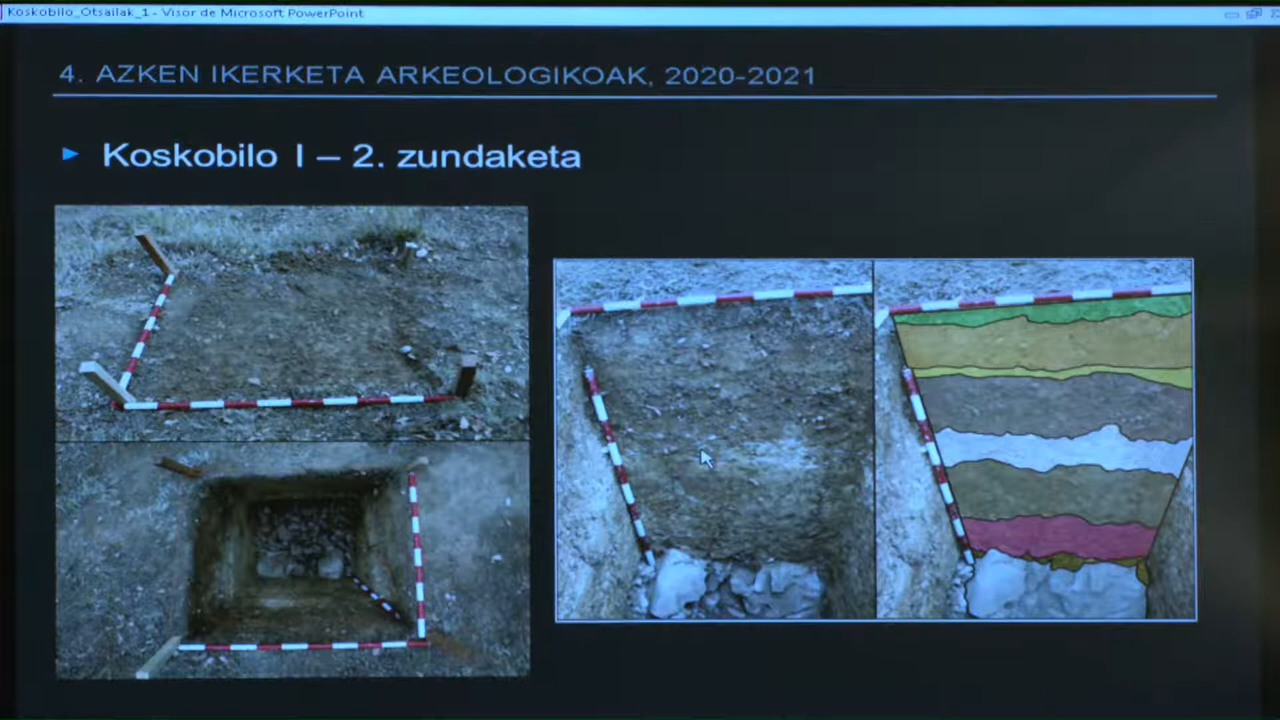 Koskobilo_Otsailak_1 - Visor de Microsoft PowerPoint
4. AZKEN IKERKETA ARKEOLOGIKOAK, 2020-2021
Koskobilo I – 2. zundaketa